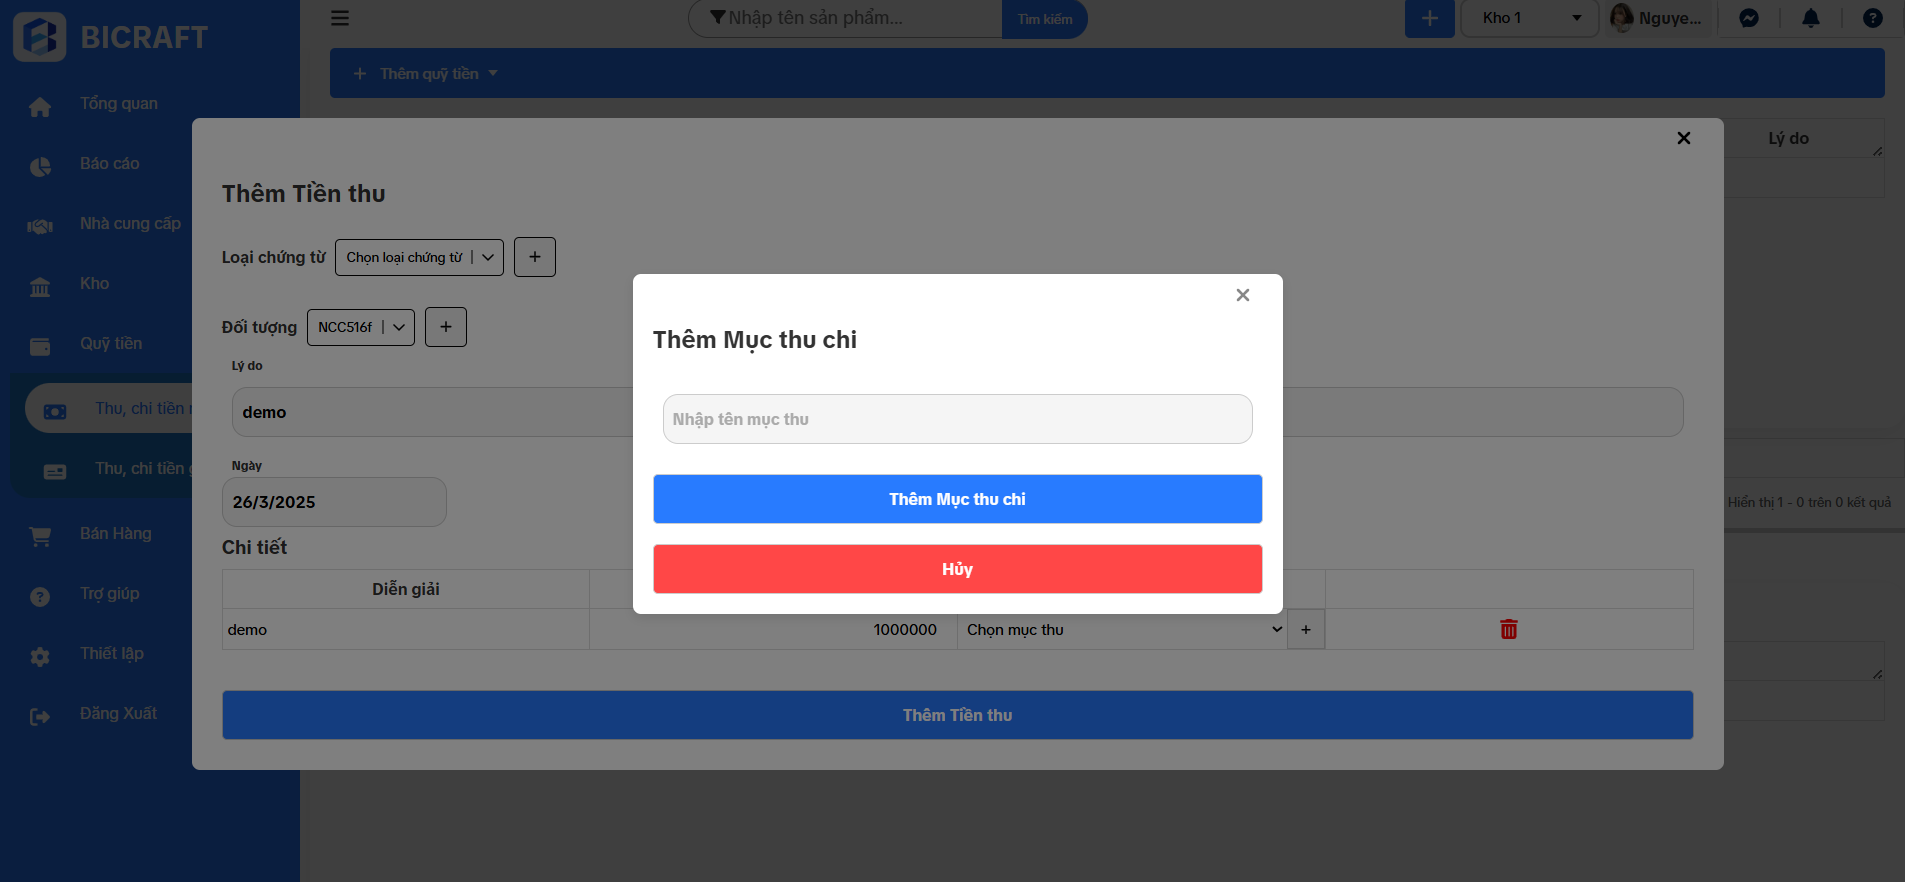 BICRAFT
Nhập tên sản phẩm...
Tìm kiếm
Kho 1
Nguye...
Thêm quỹ tiền
Tổng quan
Báo cáo
Nhà cung cấp
Kho
Quỹ tiền
Thu, chi tiền
Thu, chi tiền
Bán Hàng
Trợ giúp
Thiết lập
Đăng Xuất
Lý do
Hiển thị 1 - 0 trên 0 kết quả
Thêm Tiền thu
Loại chứng từ
Chọn loại chứng từ
+
Đối tượng
NCC516f
+
Lý do
demo
Ngày
26/3/2025
Chi tiết
Diễn giải
demo
1000000
Chọn mục thu
+
Thêm Tiền thu
Thêm Mục thu chi
Nhập tên mục thu
Thêm Mục thu chi
Hủy